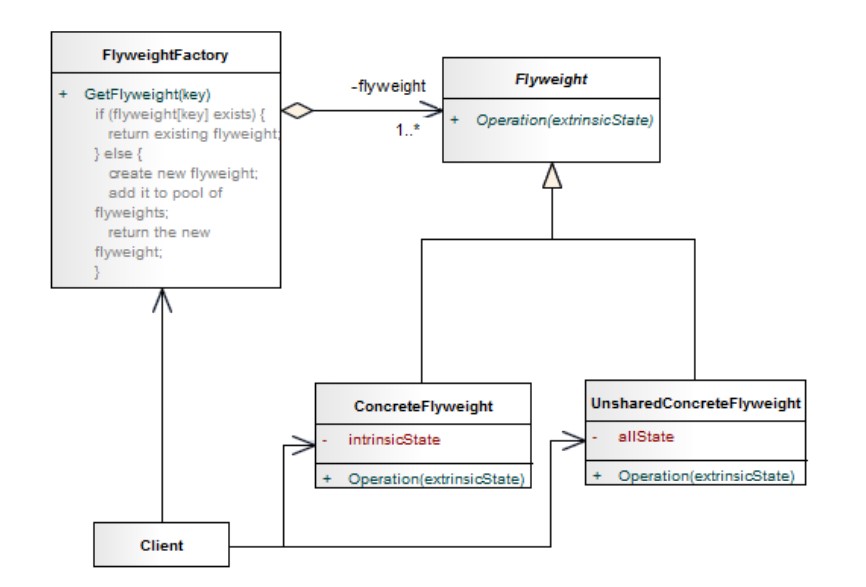 FlyweightFactory
+ GetFlyweight(key)
if (flyweight[key] exists) {
return existing flyweight;
} else {
create new flyweight;
add it to pool of
flyweights;
return the new
flyweight;
}
-flyweight
1..*
Flyweight
+ Operation(extrinsicState)
ConcreteFlyweight
- intrinsicState
+ Operation(extrinsicState)
UnsharedConcreteFlyweight
- allState
+ Operation(extrinsicState)
Client